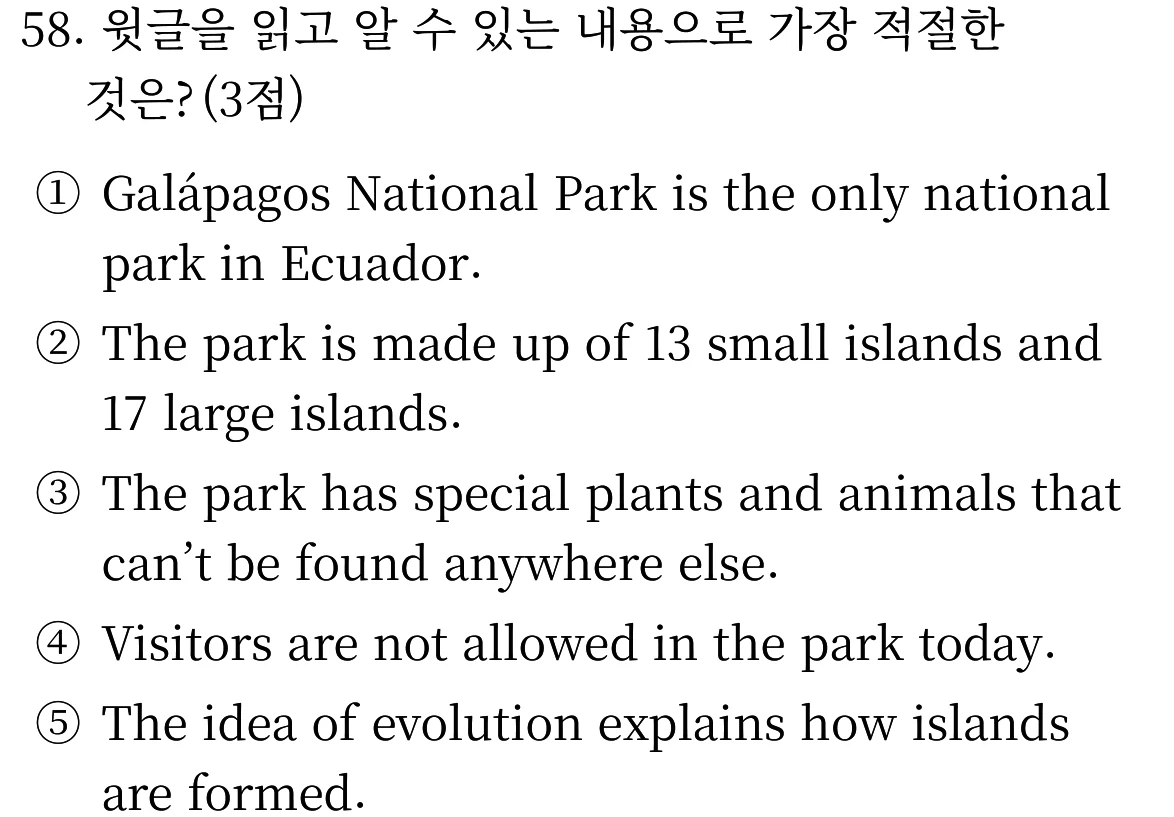 58. 윗글을 읽고 알 수 있는 내용으로 가장 적절한
것은?(3점)
① Galápagos National Park is the only national
park in Ecuador.
② The park is made up of 13 small islands and
17 large islands.
③ The park has special plants and animals that
can’t be found anywhere else.
④ Visitors are not allowed in the park today.
⑤ The idea of evolution explains how islands
are formed.